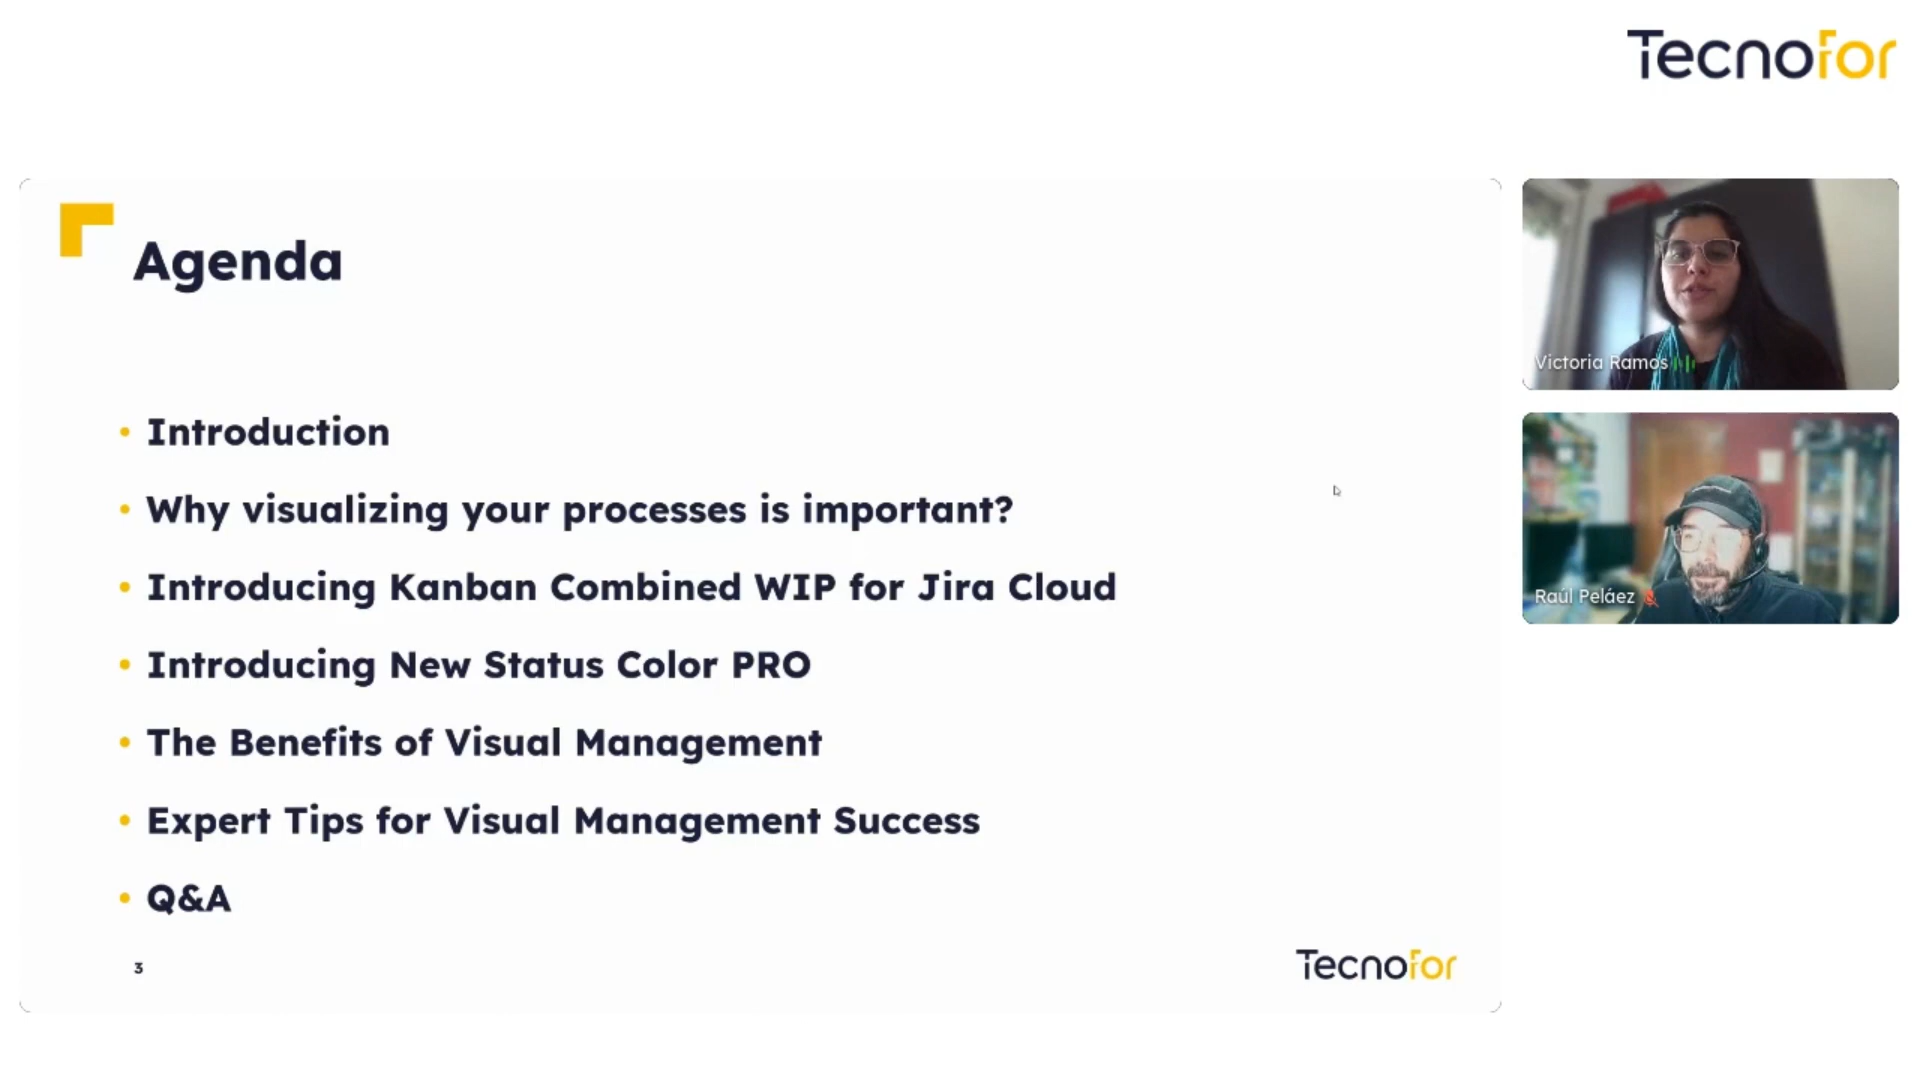 Tecnofor
Agenda
• Introduction
• Why visualizing your processes is important?
• Introducing Kanban Combined WIP for Jira Cloud
• Introducing New Status Color PRO
• The Benefits of Visual Management
• Expert Tips for Visual Management Success
• Q&A
3
Tecnofor
Victoria Ramos
Raúl Peláez